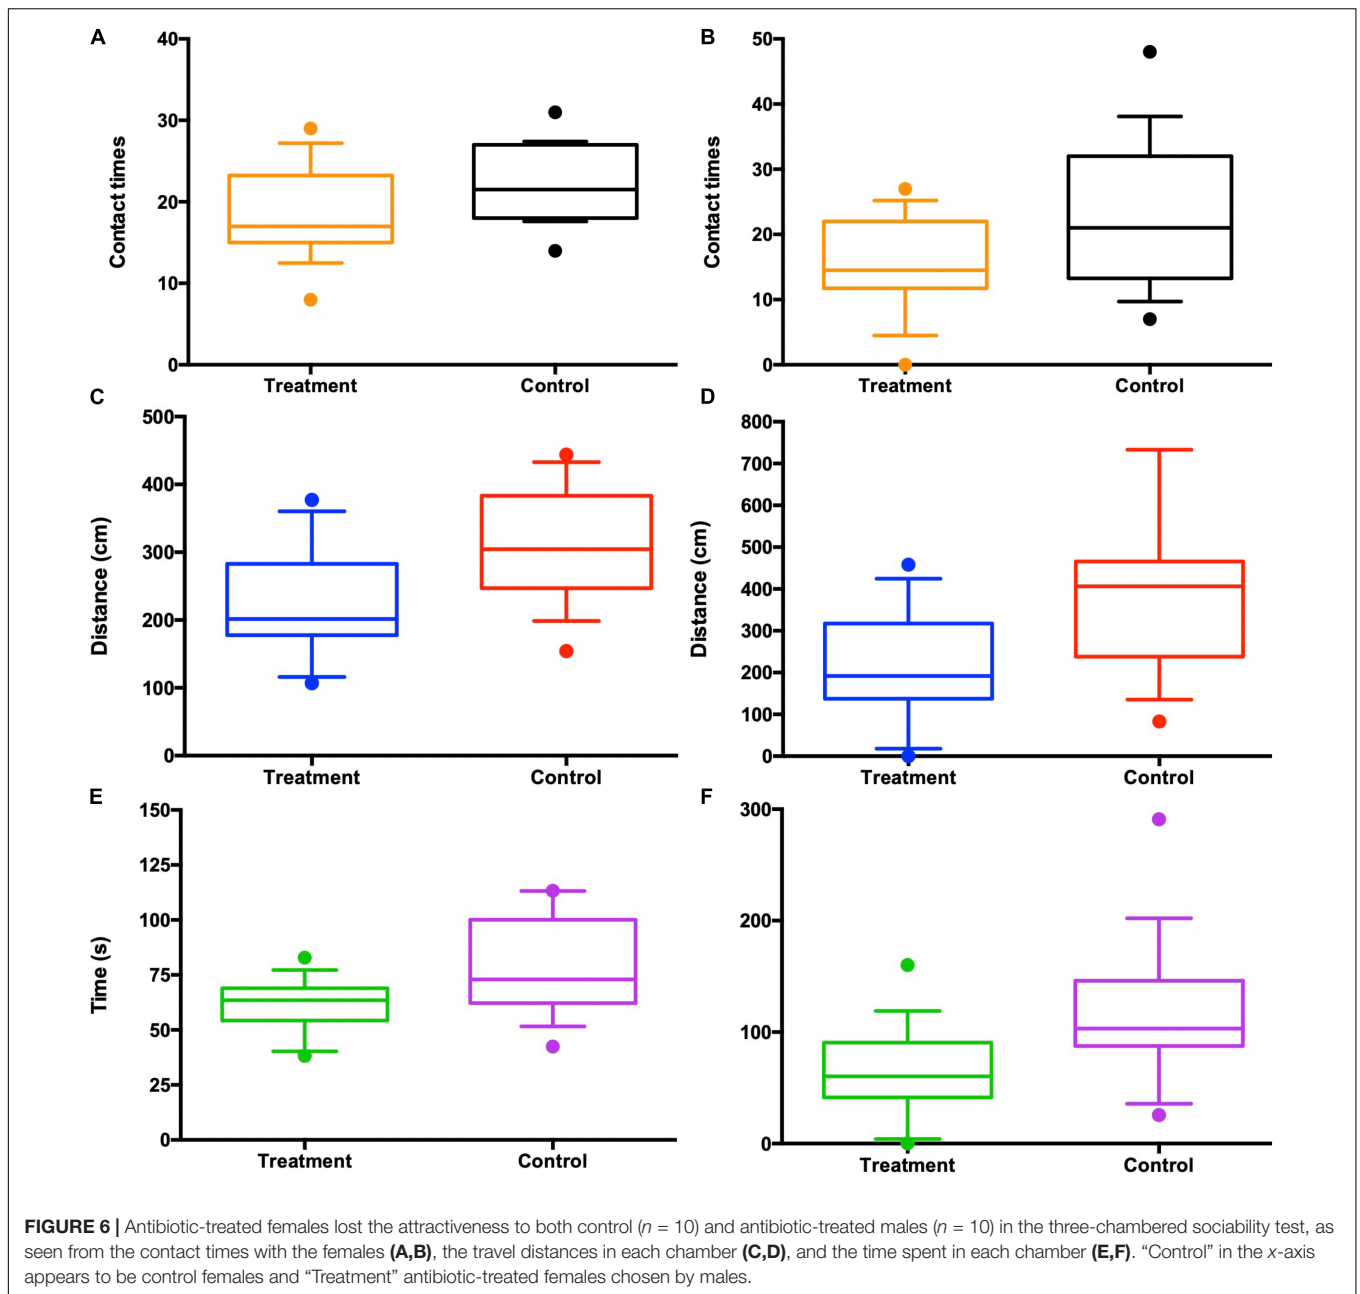 A
40
30
20
10
0
Contact times
Treatment
Control
B
50
40
30
20
10
0
Contact times
Treatment
Control
C
500
400
300
200
100
0
Distance (cm)
Treatment
Control
D
800
700
600
500
400
300
200
100
0
Distance (cm)
Treatment
Control
E
150
125
100
75
50
25
0
Time (s)
Treatment
Control
F
300
200
100
0
Treatment
Control
FIGURE 6 | Antibiotic-treated females lost the attractiveness to both control (n = 10) and antibiotic-treated males (n = 10) in the three-chambered sociability test, as
seen from the contact times with the females (A,B), the travel distances in each chamber (C,D), and the time spent in each chamber (E,F). “Control” in the x-axis
appears to be control females and “Treatment” antibiotic-treated females chosen by males.